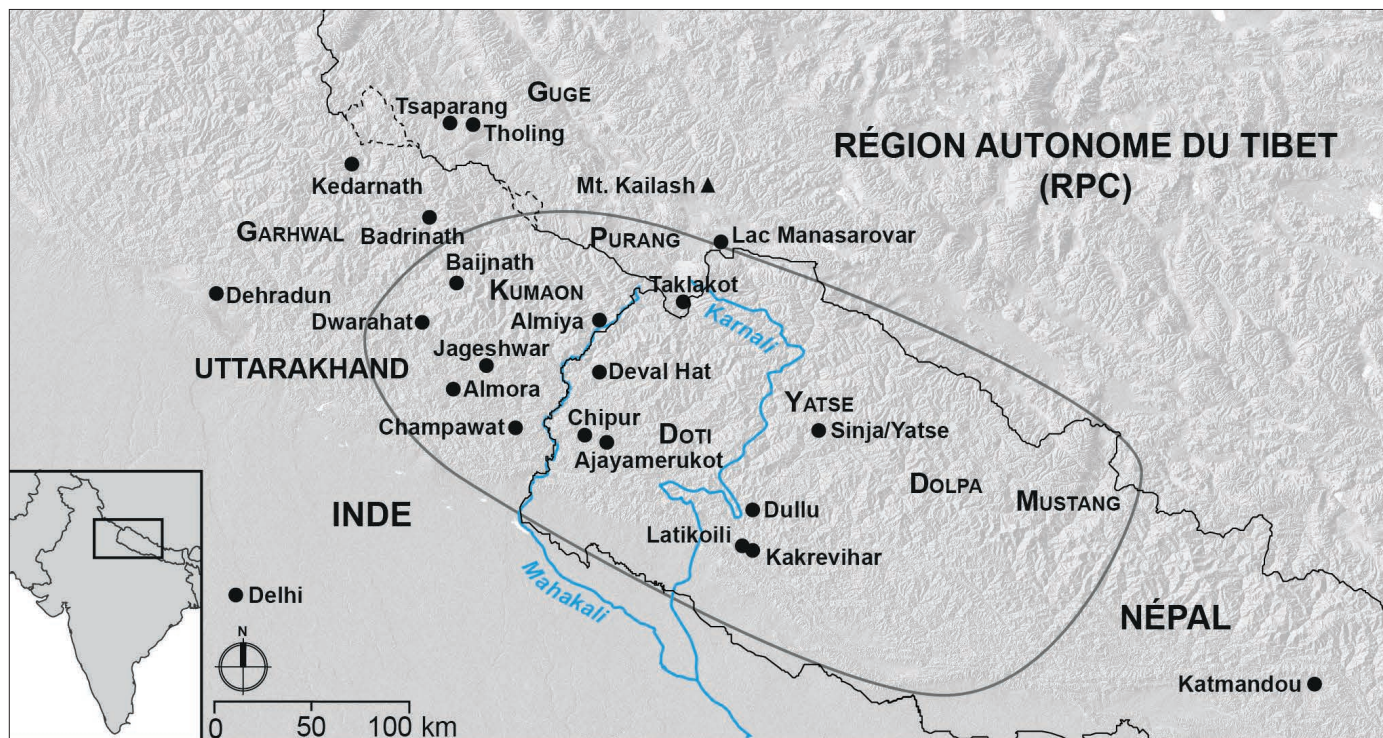 GUGE
Tsaparang
Tholing
RÉGION AUTONOME DU TIBET
(RPC)
Kedarnath
Mt. Kailash
GARHWAL
Badrinath
PURANG
Lac Manasarovar
Baijnath
KUMAON
Taklakot
Dehradun
Dwarahat
Almiya
Karnali
Jageshwar
UTTARAKHAND
Deval Hat
Almora
YATSE
Champawat
Chipur
DOTI
Sinja/Yatse
Ajayamerukot
DOLPA
MUSTANG
INDE
Dullu
Latikoili
Kakrevihar
Mahakali
Delhi
NÉPAL
N
Katmandou
0 50 100 km